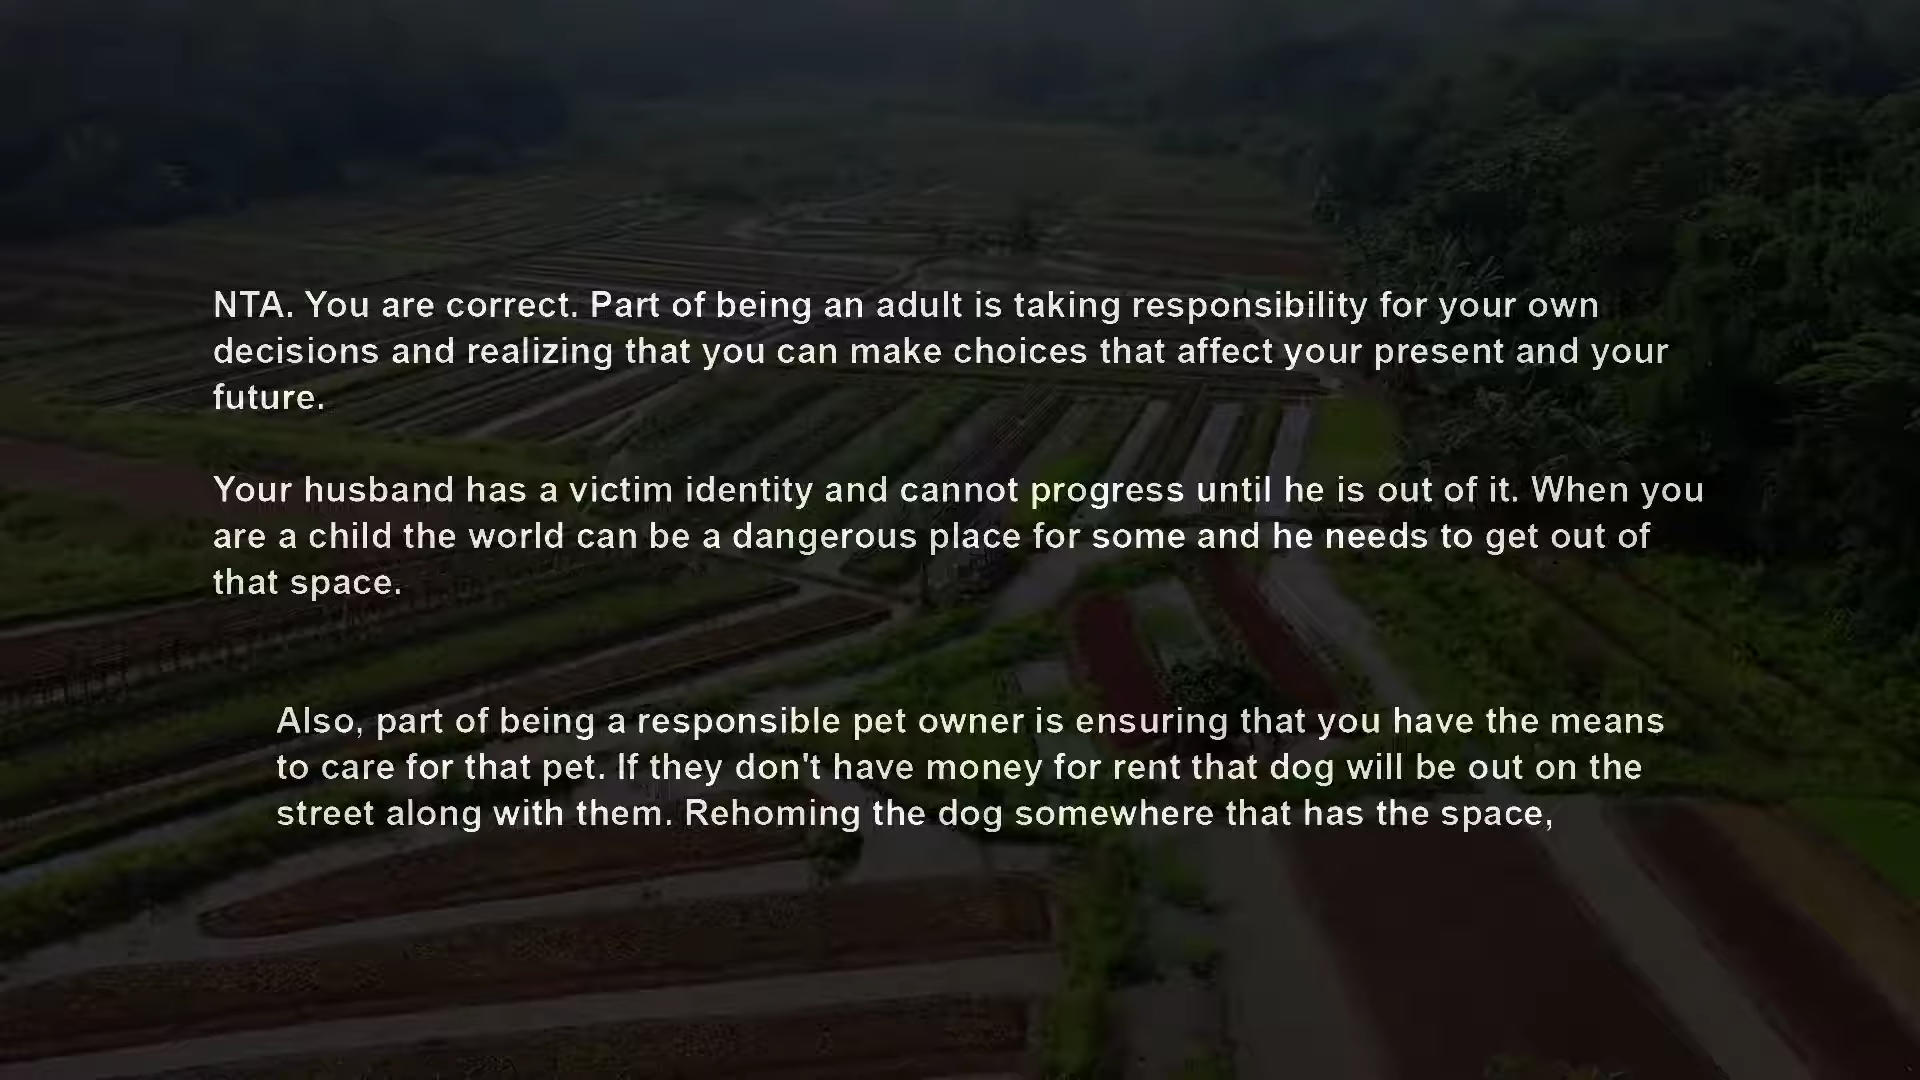 NTA. You are correct. Part of being an adult is taking responsibility for your own
decisions and realizing that you can make choices that affect your present and your
future.
Your husband has a victim identity and cannot progress until he is out of it. When you
are a child the world can be a dangerous place for some and he needs to get out of
that space.
Also, part of being a responsible pet owner is ensuring that you have the means
to care for that pet. If they don't have money for rent that dog will be out on the
street along with them. Rehoming the dog somewhere that has the space,